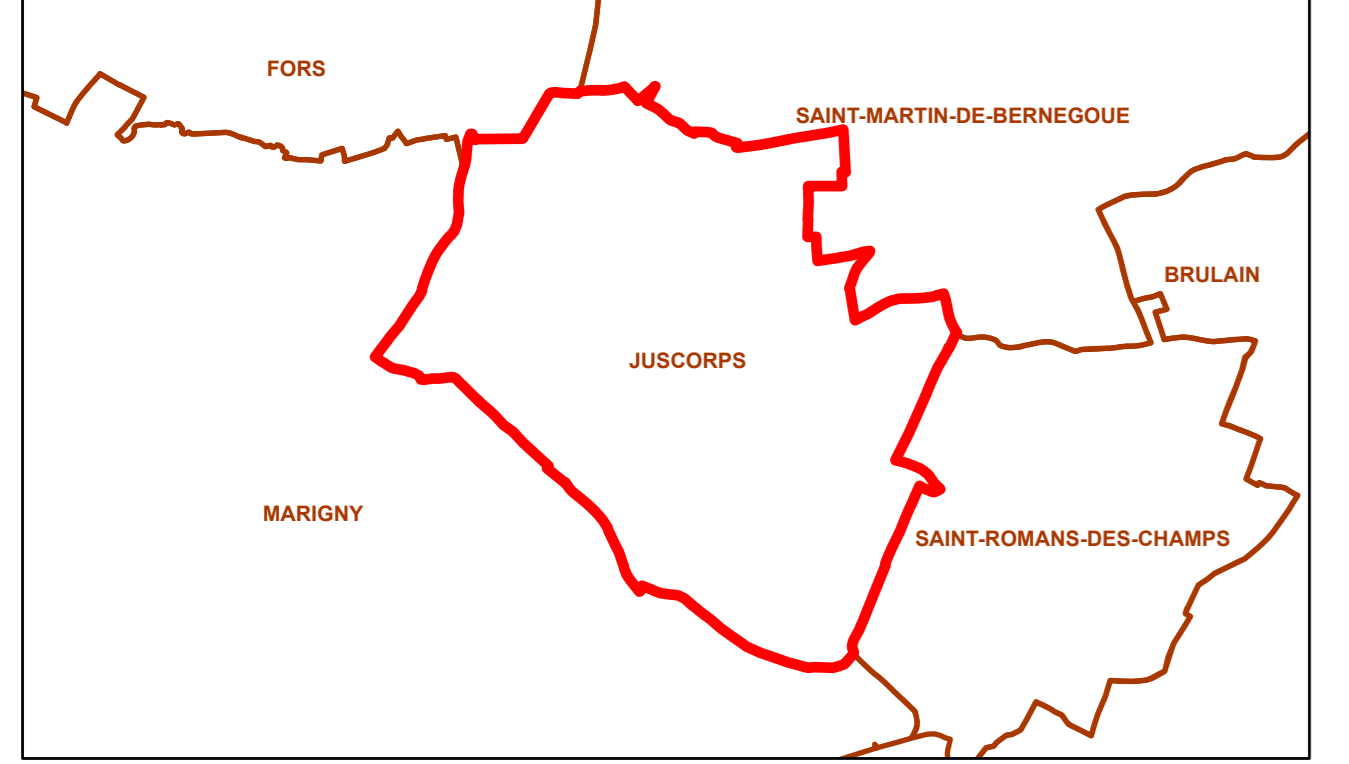 FORS
SAINT-MARTIN-DE-BERNEGOUE
BRULAIN
JUSCORPS
MARIGNY
SAINT-ROMANS-DES-CHAMPS